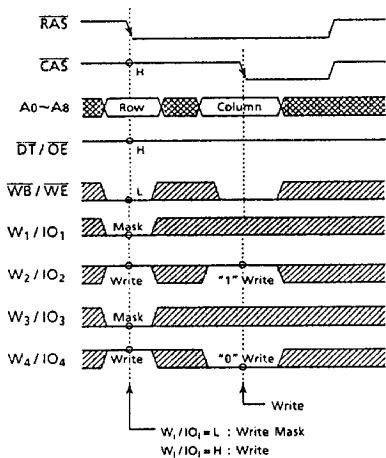 RAS
CAS H
A0~A8 Row Column
DT / OE H
WB / WE L
W1 / IO1 Mask
W2 / IO2 Write "1" Write
W3 / IO3 Mask
W4 / IO4 Write "0" Write
Write
Wi / IOi = L : Write Mask
Wi / IOi = H : Write